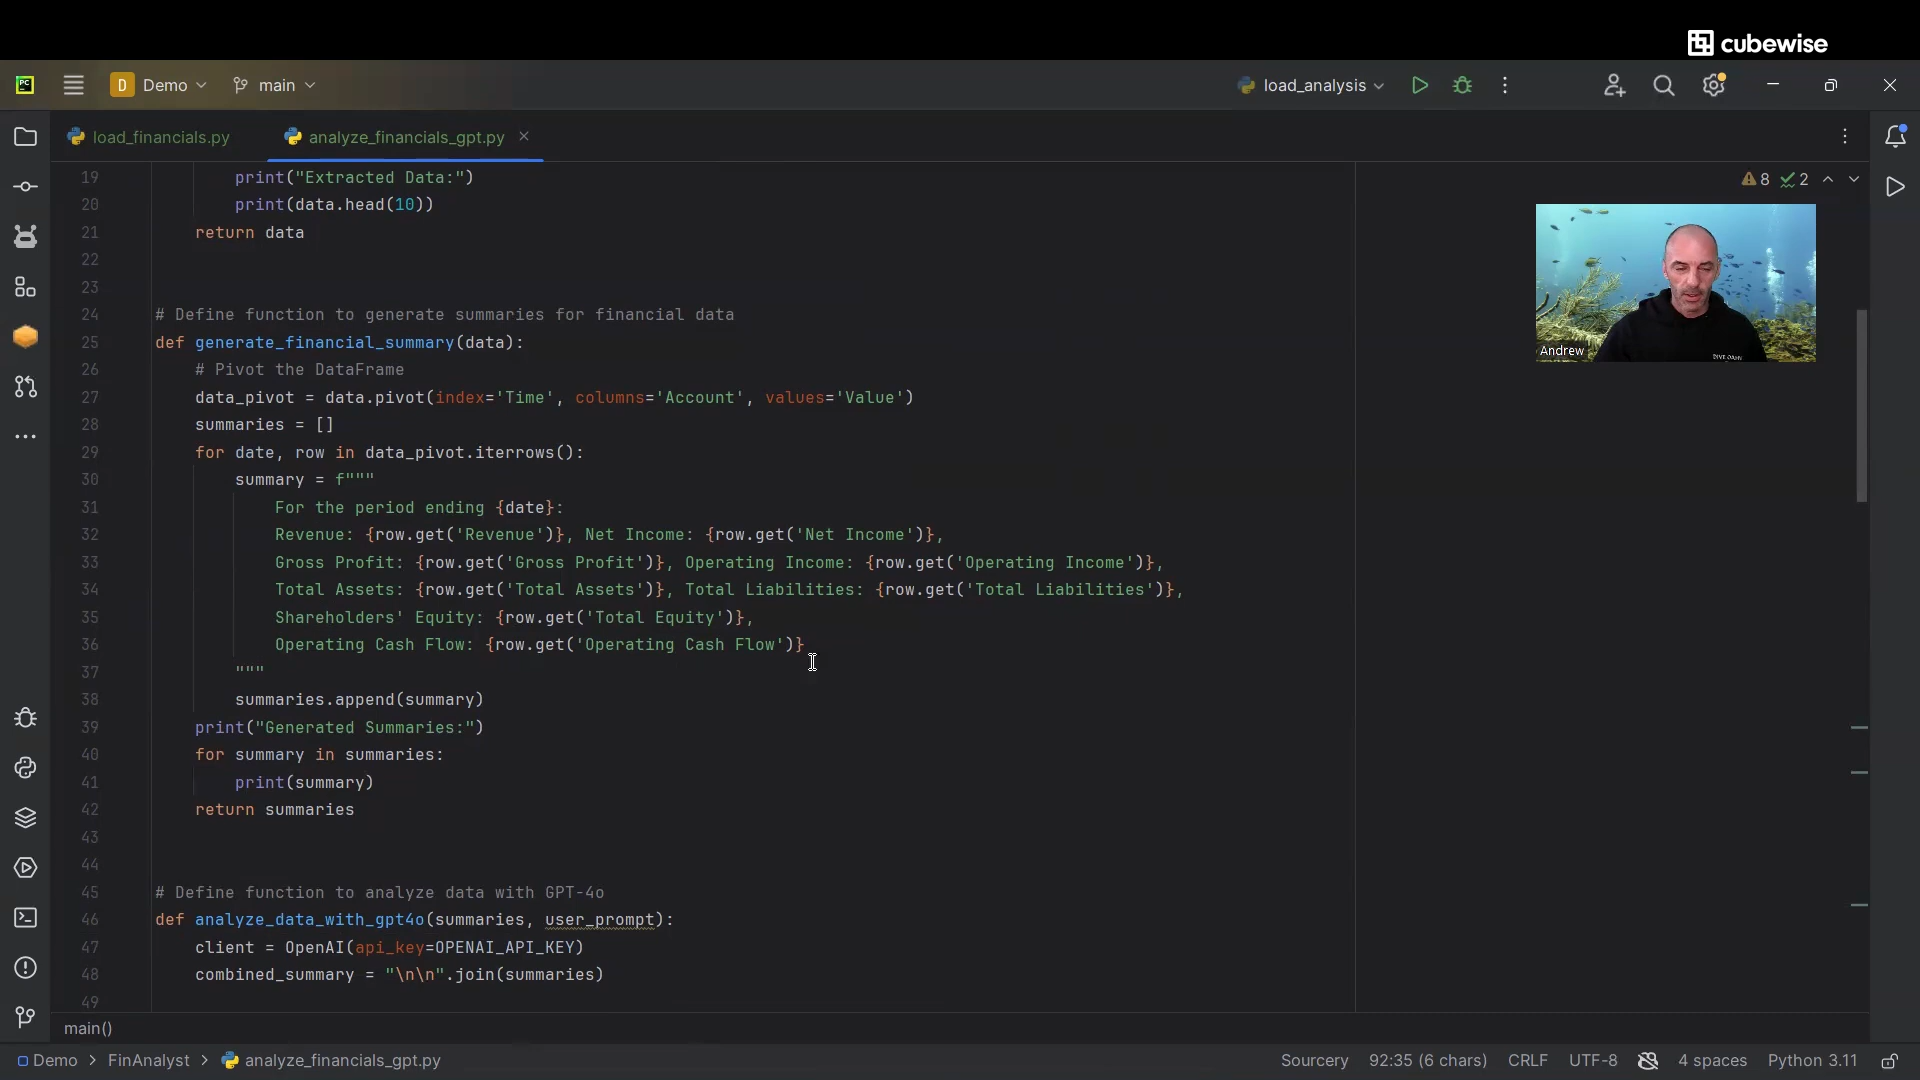 cubewise
PC
D Demo main load_analysis
load_financials.py analyze_financials_gpt.py
8 2
19 print("Extracted Data:")
20 print(data.head(10))
21 return data
22
23
24 # Define function to generate summaries for financial data
25 def generate_financial_summary(data):
26 # Pivot the DataFrame
27 data_pivot = data.pivot(index='Time', columns='Account', values='Value')
28 summaries = []
29 for date, row in data_pivot.iterrows():
30 summary = f"""
31 For the period ending {date}:
32 Revenue: {row.get('Revenue')}, Net Income: {row.get('Net Income')},
33 Gross Profit: {row.get('Gross Profit')}, Operating Income: {row.get('Operating Income')},
34 Total Assets: {row.get('Total Assets')}, Total Liabilities: {row.get('Total Liabilities')},
35 Shareholders' Equity: {row.get('Total Equity')},
36 Operating Cash Flow: {row.get('Operating Cash Flow')}
37 """
38 summaries.append(summary)
39 print("Generated Summaries:")
40 for summary in summaries:
41 print(summary)
42 return summaries
43
44
45 # Define function to analyze data with GPT-4o
46 def analyze_data_with_gpt4o(summaries, user_prompt):
47 client = OpenAI(api_key=OPENAI_API_KEY)
48 combined_summary = "\n\n".join(summaries)
49
Andrew
main()
Demo > FinAnalyst > analyze_financials_gpt.py Sourcery 92:35 (6 chars) CRLF UTF-8 4 spaces Python 3.11